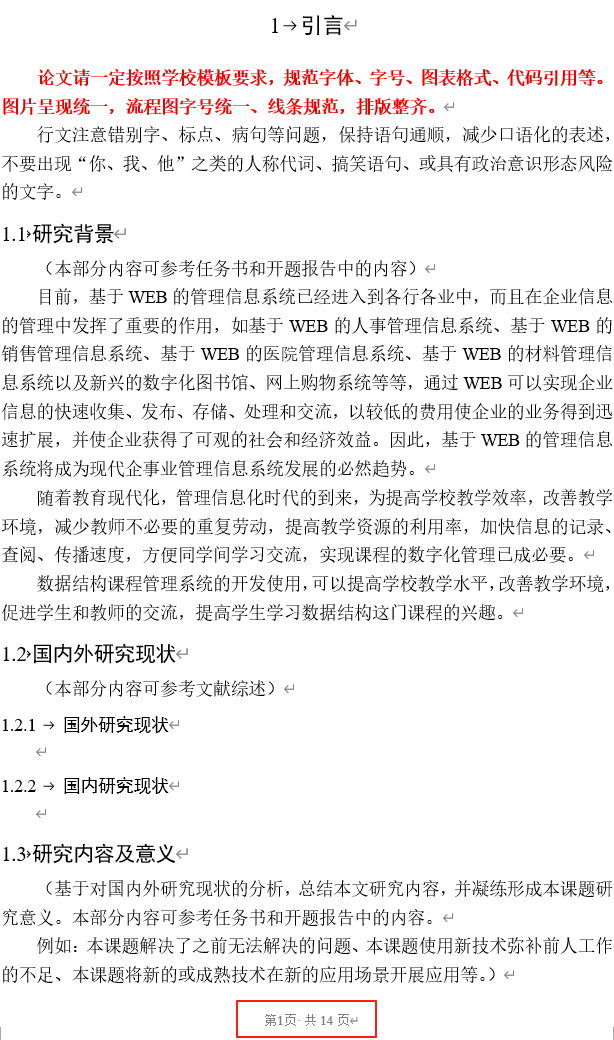 1→引言↵
论文请一定按照学校模板要求，规范字体、字号、图表格式、代码引用等。
图片呈现统一，流程图字号统一、线条规范，排版整齐。↵
行文注意错别字、标点、病句等问题，保持语句通顺，减少口语化的表述，
不要出现“你、我、他”之类的人称代词、搞笑语句、或具有政治意识形态风险
的文字。↵
1.1›研究背景↵
（本部分内容可参考任务书和开题报告中的内容）↵
目前，基于 WEB 的管理信息系统已经进入到各行各业中，而且在企业信息
的管理中发挥了重要的作用，如基于 WEB 的人事管理信息系统、基于 WEB 的
销售管理信息系统、基于 WEB 的医院管理信息系统、基于 WEB 的材料管理信
息系统以及新兴的数字化图书馆、网上购物系统等等，通过 WEB 可以实现企业
信息的快速收集、发布、存储、处理和交流，以较低的费用使企业的业务得到迅
速扩展，并使企业获得了可观的社会和经济效益。因此，基于 WEB 的管理信息
系统将成为现代企事业管理信息系统发展的必然趋势。↵
随着教育现代化，管理信息化时代的到来，为提高学校教学效率，改善教学
环境，减少教师不必要的重复劳动，提高教学资源的利用率，加快信息的记录、
查阅、传播速度，方便同学间学习交流，实现课程的数字化管理已成必要。↵
数据结构课程管理系统的开发使用，可以提高学校教学水平，改善教学环境，
促进学生和教师的交流，提高学生学习数据结构这门课程的兴趣。↵
1.2›国内外研究现状↵
（本部分内容可参考文献综述）↵
1.2.1 → 国外研究现状↵
↵
1.2.2 → 国内研究现状↵
↵
1.3›研究内容及意义↵
（基于对国内外研究现状的分析，总结本文研究内容，并凝练形成本课题研
究意义。本部分内容可参考任务书和开题报告中的内容。↵
例如：本课题解决了之前无法解决的问题、本课题使用新技术弥补前人工作
的不足、本课题将新的或成熟技术在新的应用场景开展应用等。）↵
第1页· 共 14 页↵